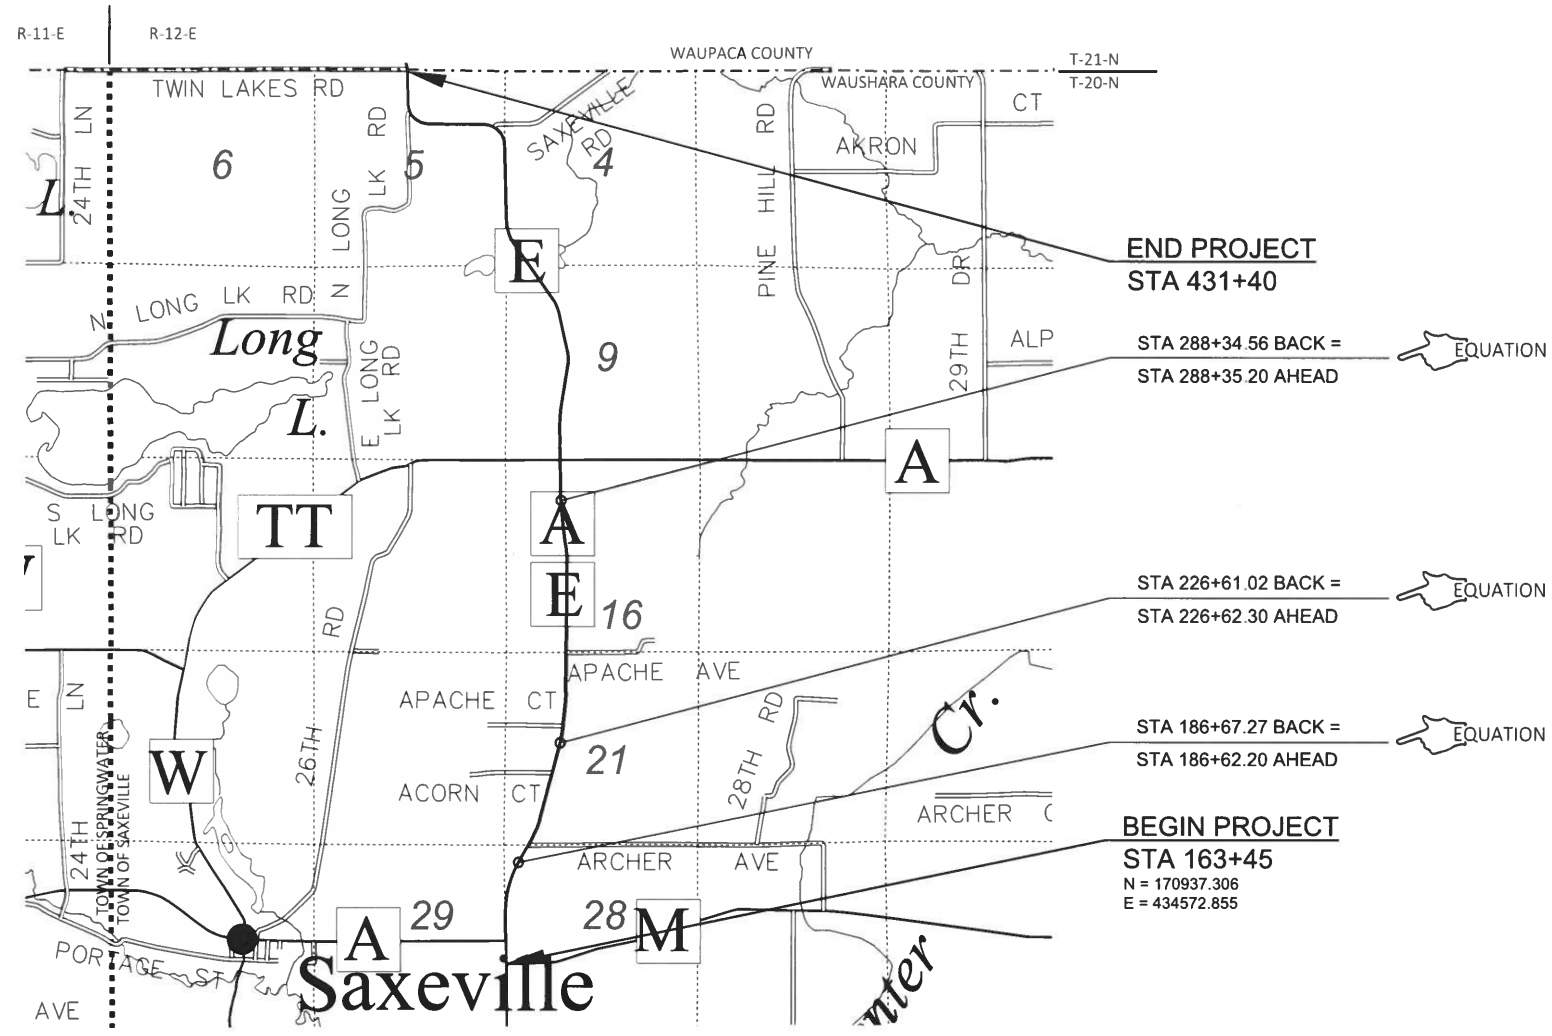 R-11-E
R-12-E
WAUPACA COUNTY
T-21-N
WAUSHARA COUNTY
T-20-N
TWIN LAKES RD
24TH LN
L.
6
5
N LONG LK RD
SAXEVILLE RD
4
PINE HILL RD
AKRON
CT
E
29TH DR
END PROJECT
STA 431+40
N LONG LK RD
Long
L.
E LONG LK RD
9
ALP
STA 288+34.56 BACK =
STA 288+35.20 AHEAD
EQUATION
A
S LONG
LK RD
TT
A
E
16
26TH RD
STA 226+61.02 BACK =
STA 226+62.30 AHEAD
EQUATION
APACHE AVE
APACHE CT
E
24TH LN
W
21
ACORN CT
28TH RD
Cr.
STA 186+67.27 BACK =
STA 186+62.20 AHEAD
EQUATION
ARCHER
TOWN OF SPRINGWATER
TOWN OF SAXEVILLE
ARCHER AVE
BEGIN PROJECT
STA 163+45
N = 170937.306
E = 434572.855
29
28
A
M
PORTAGE ST
Saxeville
AVE
nter